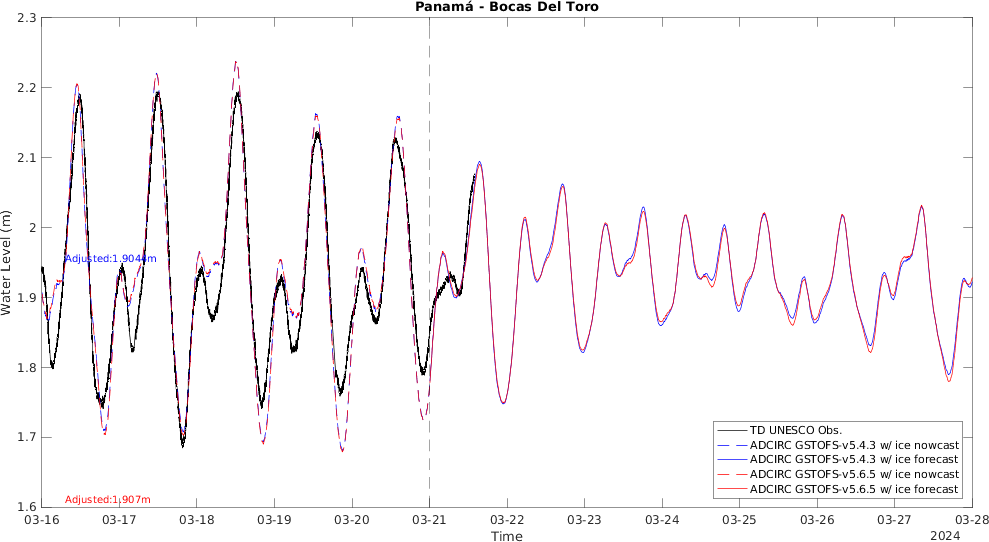 Panamá - Bocas Del Toro
Water Level (m)
2.3
2.2
2.1
2
1.9
1.8
1.7
1.6
Adjusted:1.9044m
Adjusted:1.907m
TD UNESCO Obs.
ADCIRC GSTOFS-v5.4.3 w/ ice nowcast
ADCIRC GSTOFS-v5.4.3 w/ ice forecast
ADCIRC GSTOFS-v5.6.5 w/ ice nowcast
ADCIRC GSTOFS-v5.6.5 w/ ice forecast
03-16 03-17 03-18 03-19 03-20 03-21 03-22 03-23 03-24 03-25 03-26 03-27 03-28
Time
2024